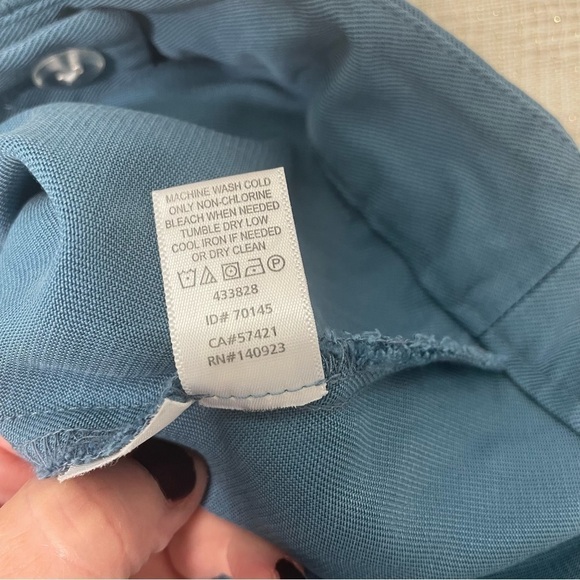 MACHINE WASH COLD
ONLY NON-CHLORINE
BLEACH WHEN NEEDED
TUMBLE DRY LOW
COOL IRON IF NEEDED
OR DRY CLEAN
P
433828
ID# 70145
CA#57421
RN#140923